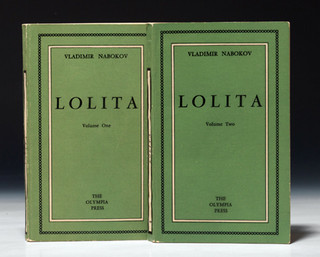 VLADIMIR NABOKOV
LOLITA
Volume One
THE
OLYMPIA
PRESS
VLADIMIR NABOKOV
LOLITA
Volume Two
THE
OLYMPIA
PRESS